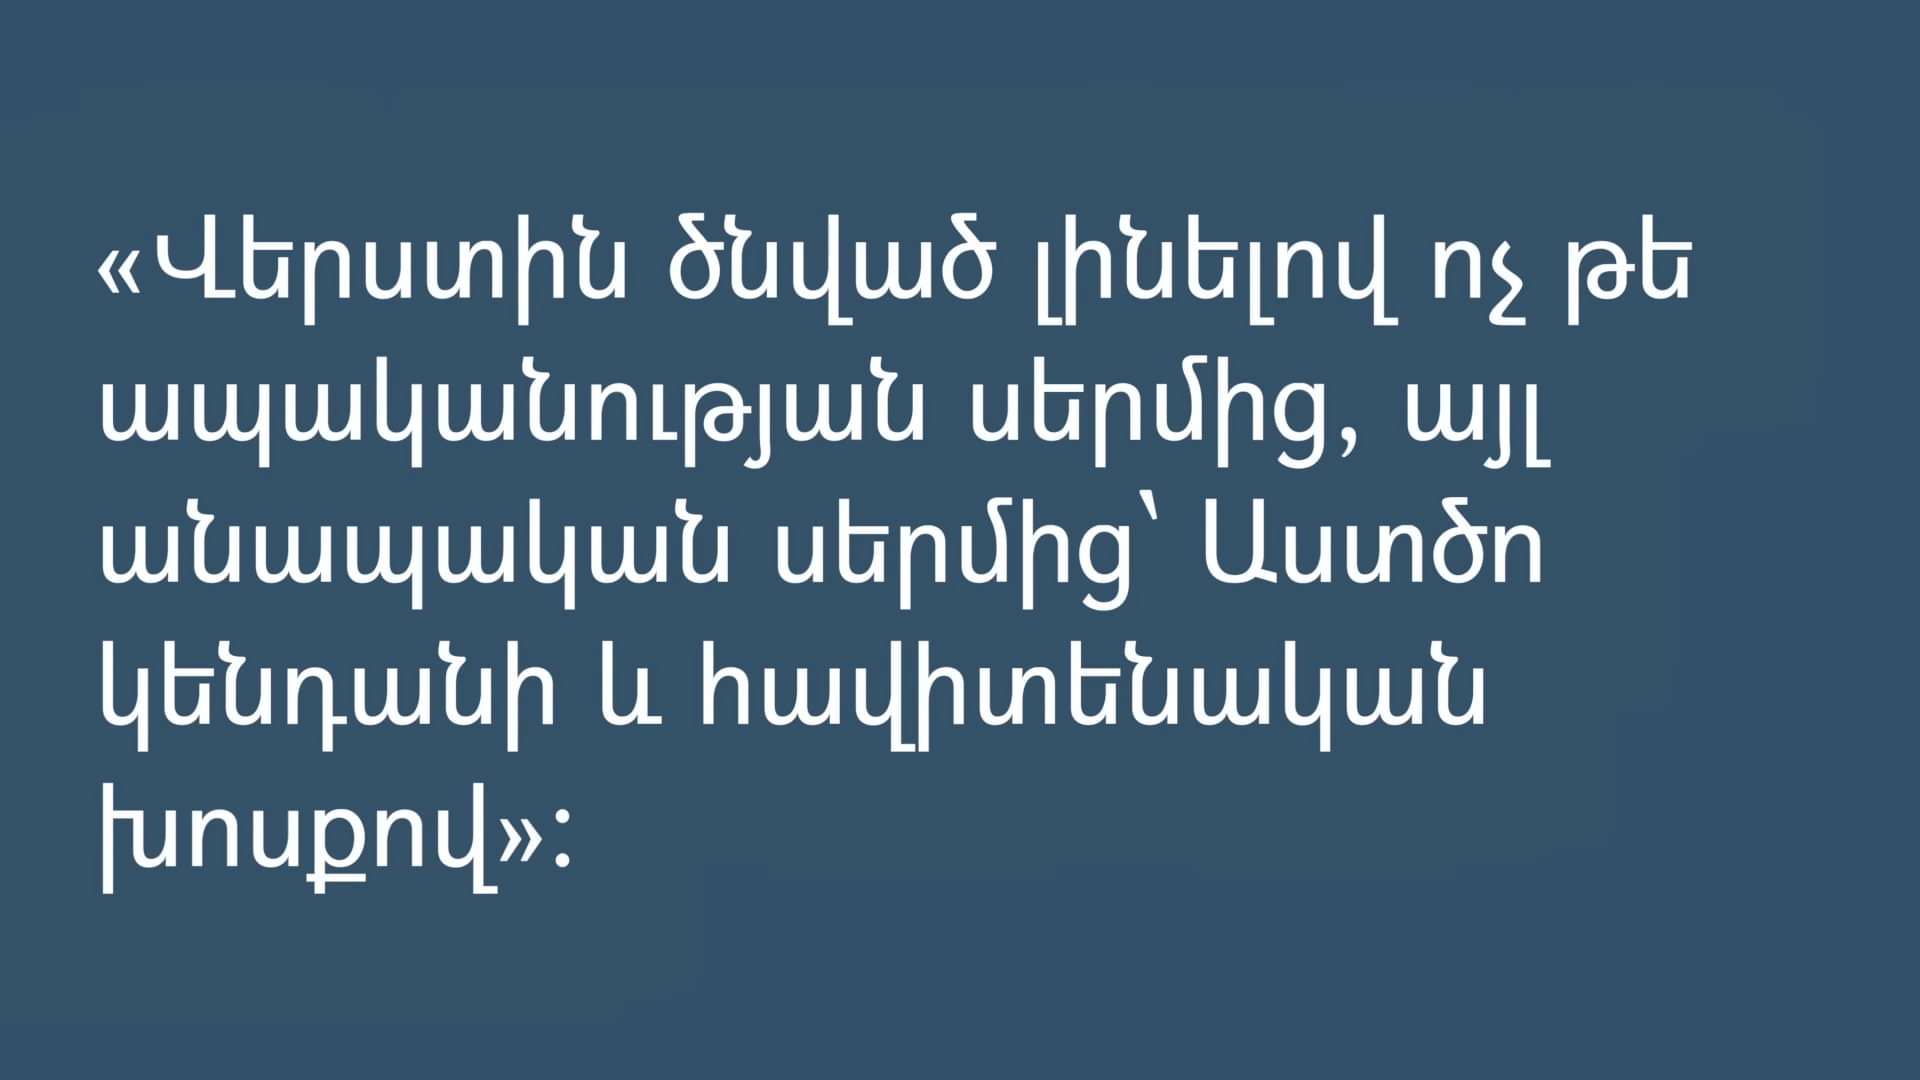 «Վերստին ծնված լինելով ոչ թե
ապականության սերմից, այլ
անապական սերմից՝ Աստծո
կենդանի և հավիտենական
խոսքով»: